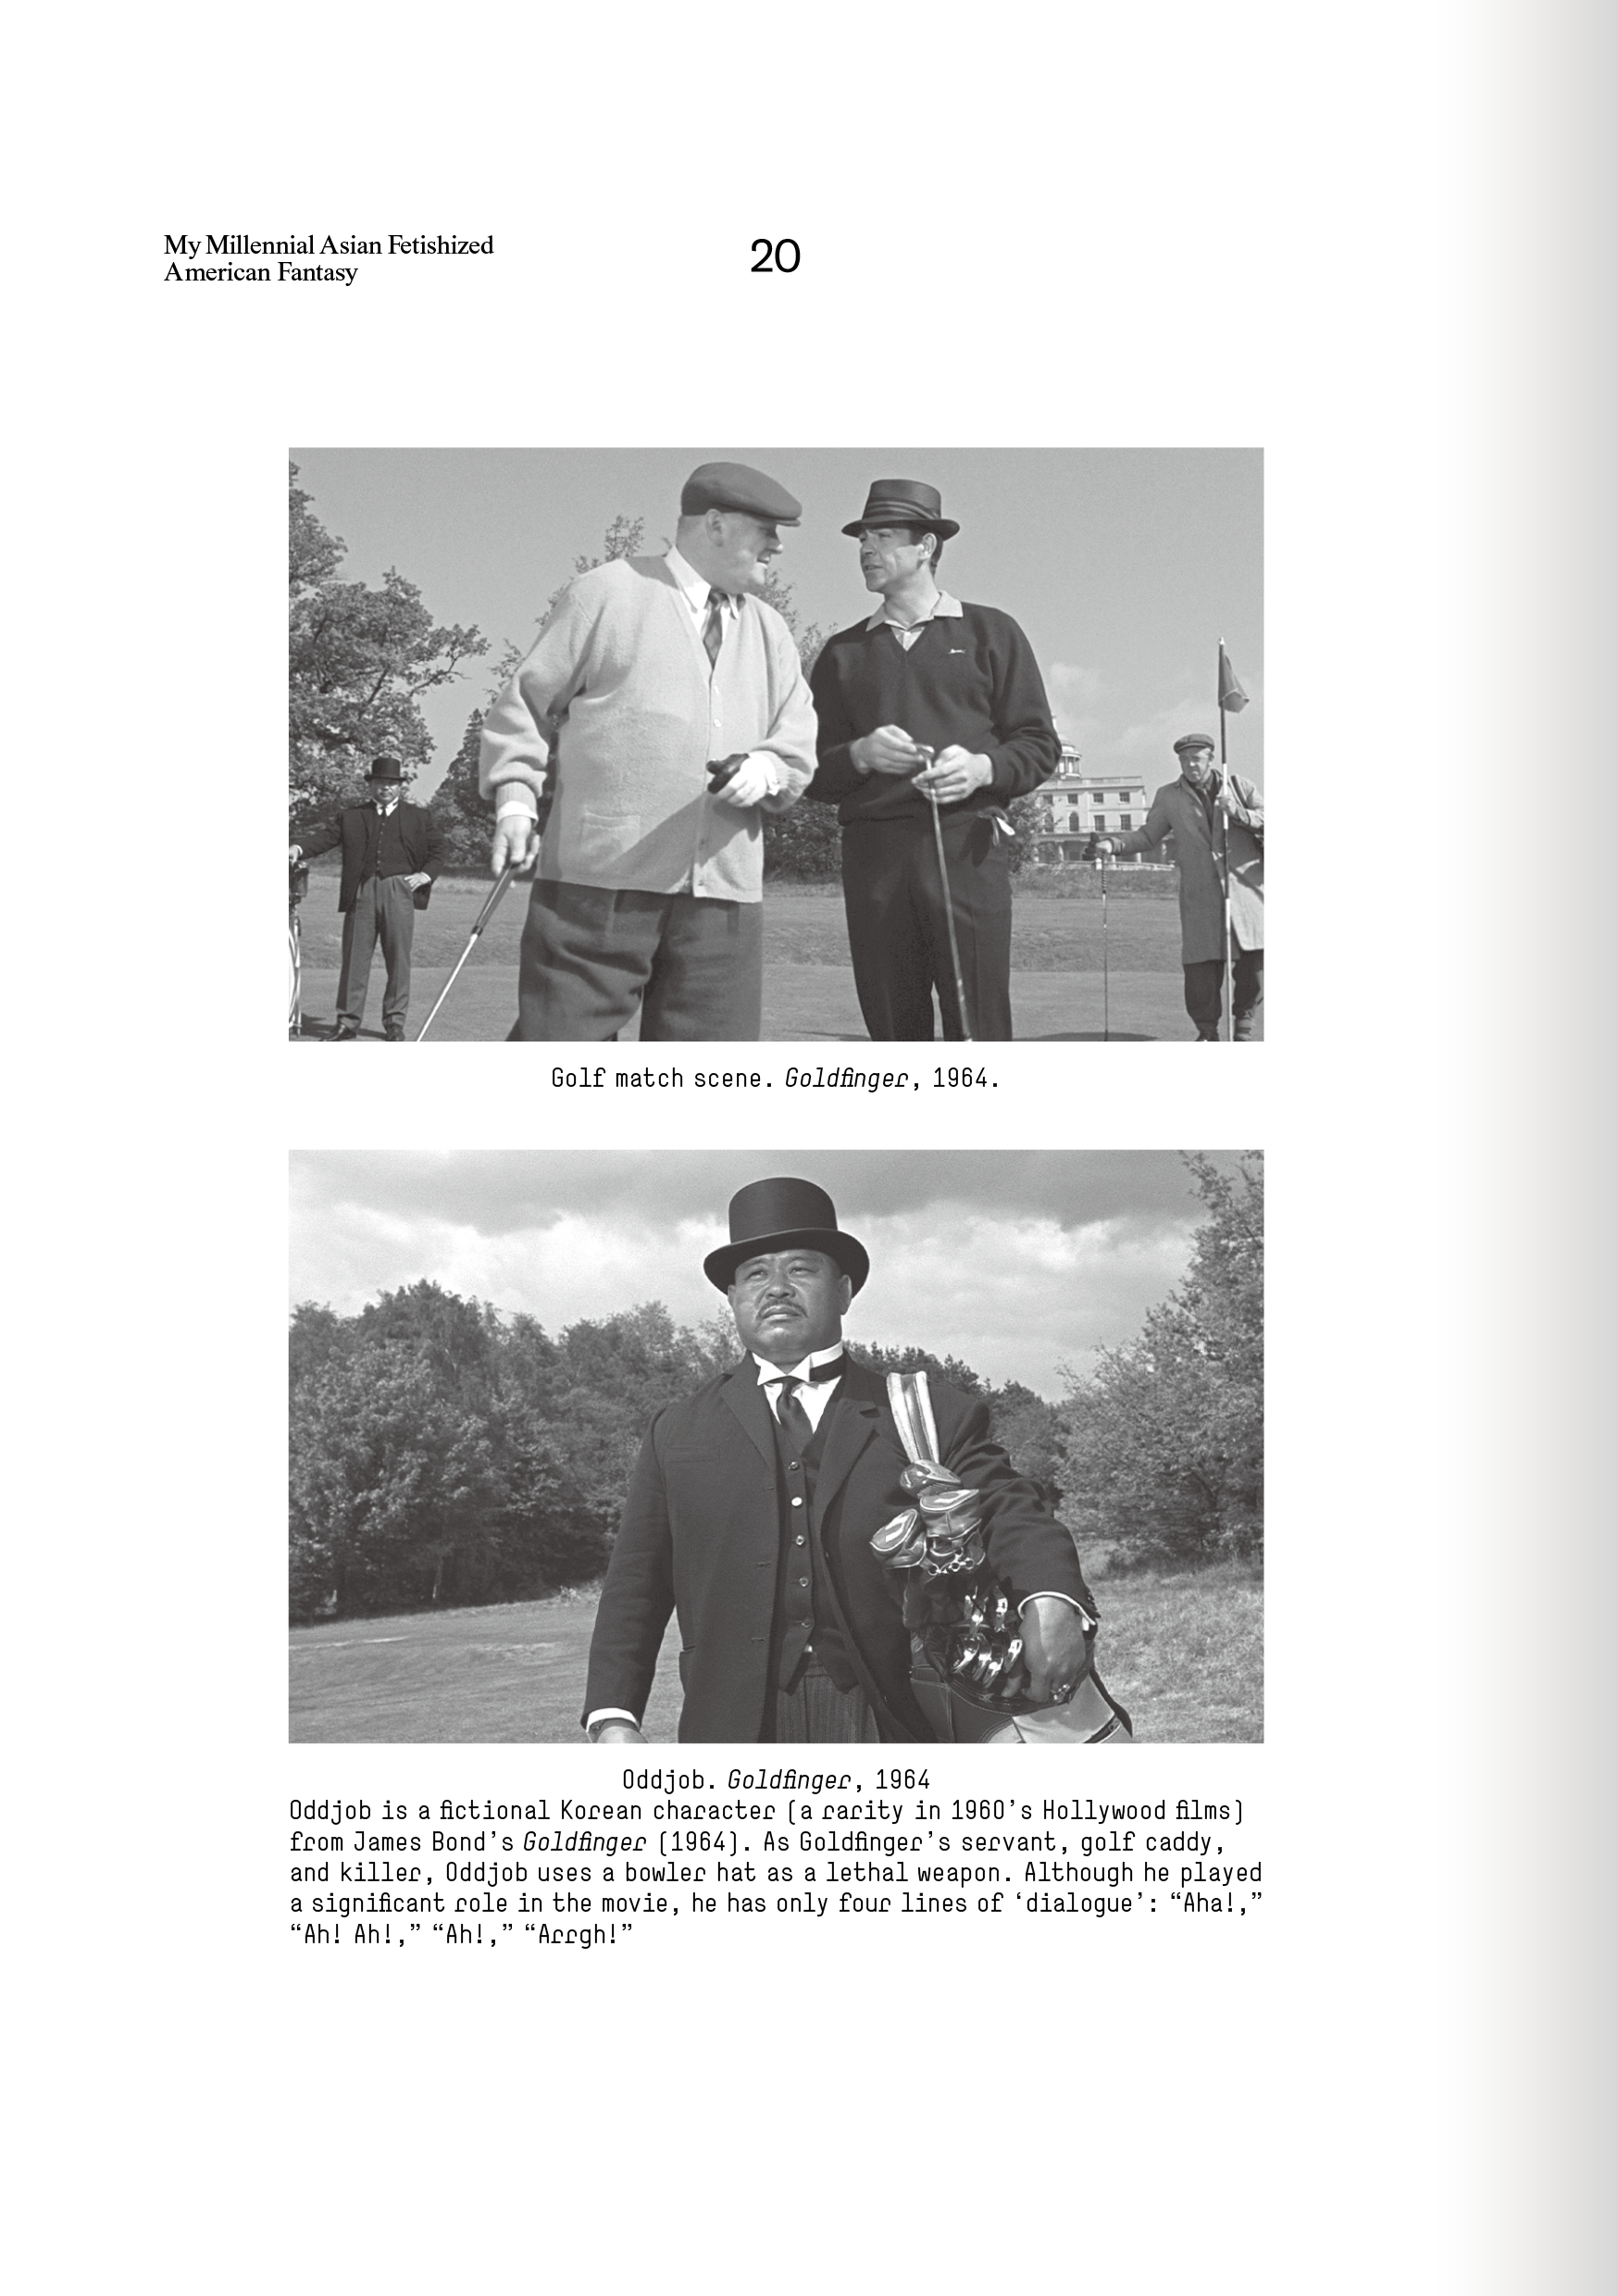 My Millennial Asian Fetishized
American Fantasy
20
Golf match scene. Goldfinger, 1964.
Oddjob. Goldfinger, 1964
Oddjob is a fictional Korean character (a rarity in 1960’s Hollywood films)
from James Bond’s Goldfinger (1964). As Goldfinger’s servant, golf caddy,
and killer, Oddjob uses a bowler hat as a lethal weapon. Although he played
a significant role in the movie, he has only four lines of ‘dialogue’: “Aha!,”
“Ah! Ah!,” “Ah!,” “Arrgh!”